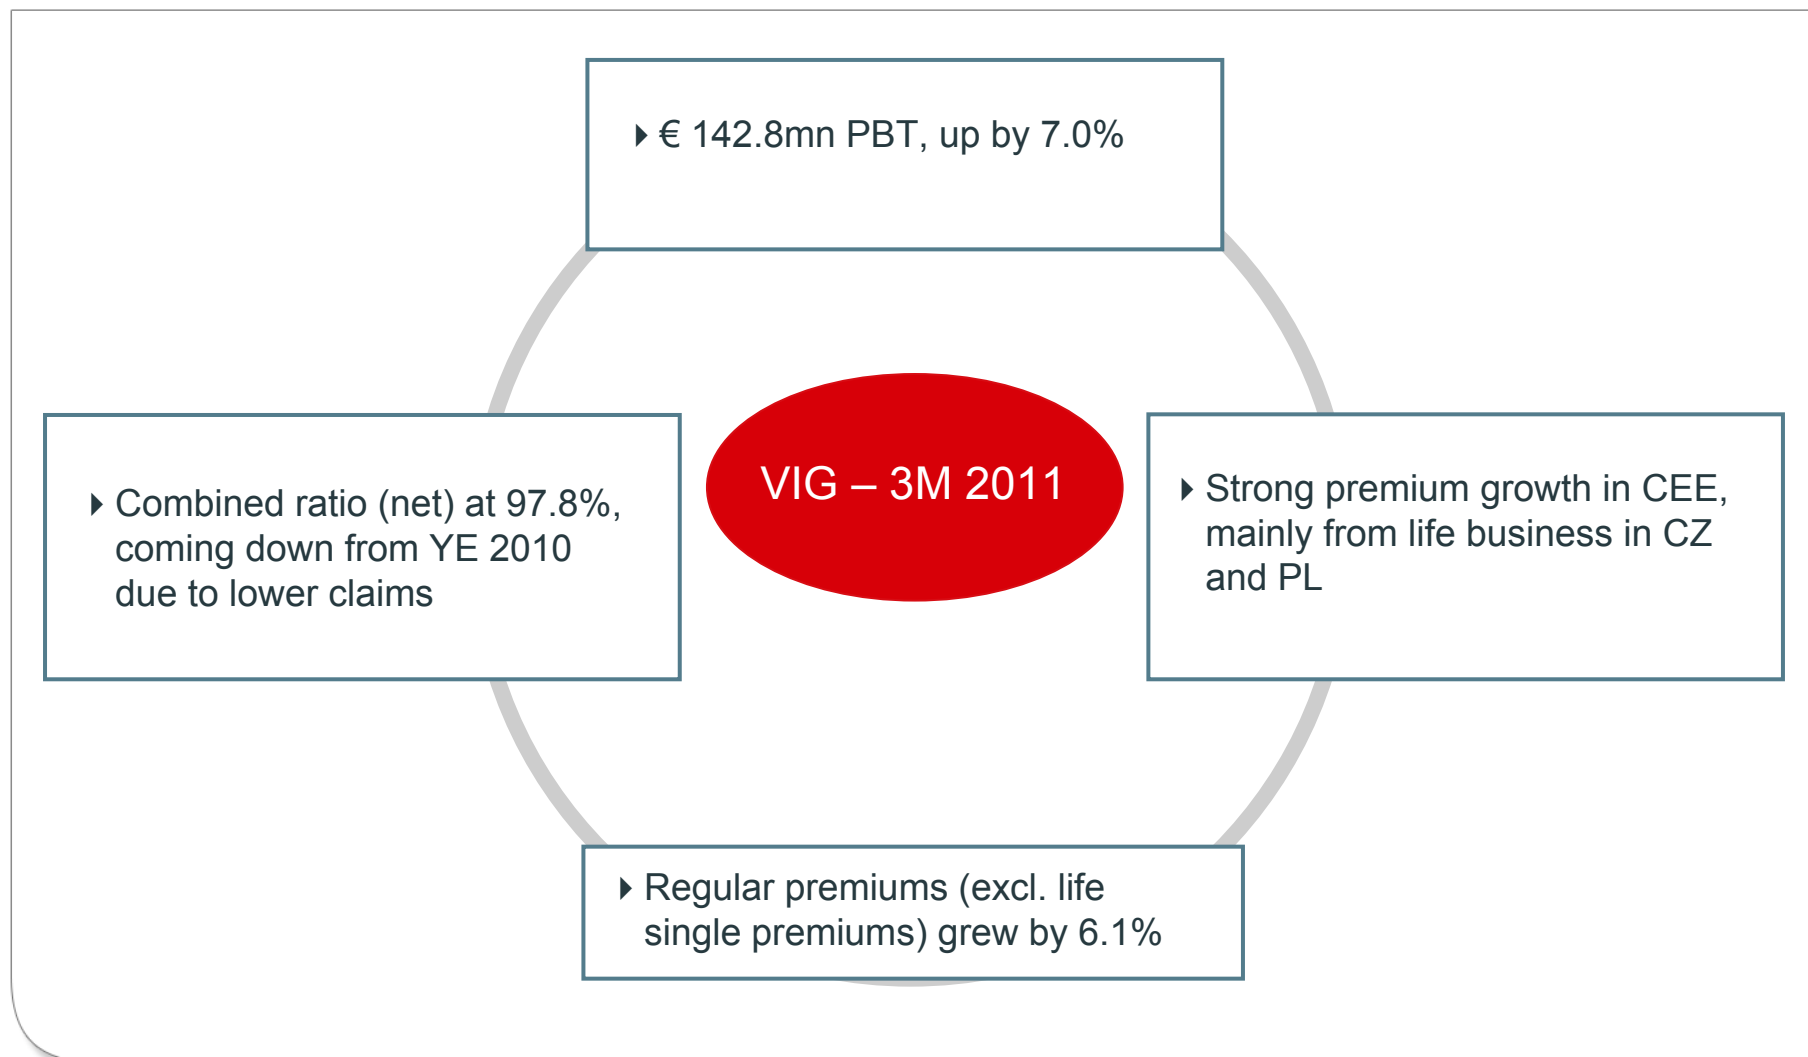 € 142.8mn PBT, up by 7.0%
Combined ratio (net) at 97.8%,
coming down from YE 2010
due to lower claims
VIG – 3M 2011
Strong premium growth in CEE,
mainly from life business in CZ
and PL
Regular premiums (excl. life
single premiums) grew by 6.1%